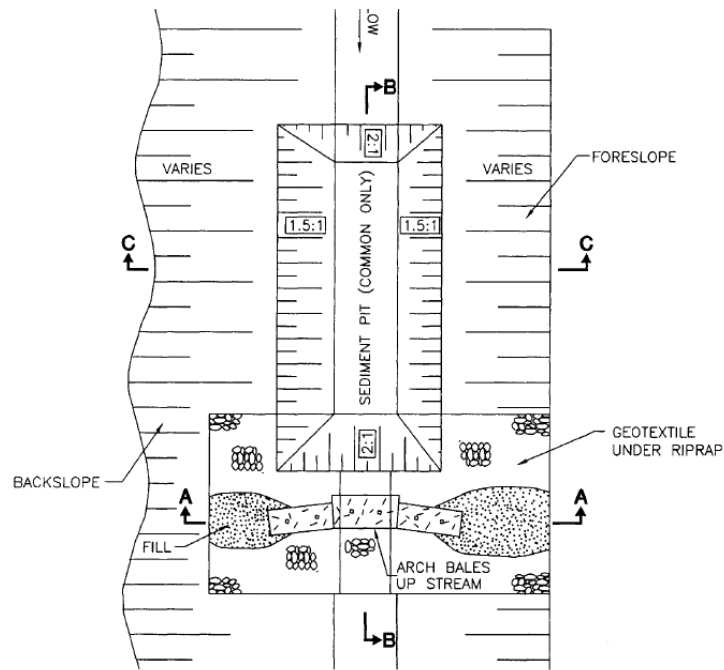 LOW
B
2:1
VARIES
VARIES
FORESLOPE
1.5:1
1.5:1
C
C
SEDIMENT PIT (COMMON ONLY)
2:1
GEOTEXTILE
UNDER RIPRAP
BACKSLOPE
A
A
FILL
ARCH BALES
UP STREAM
B